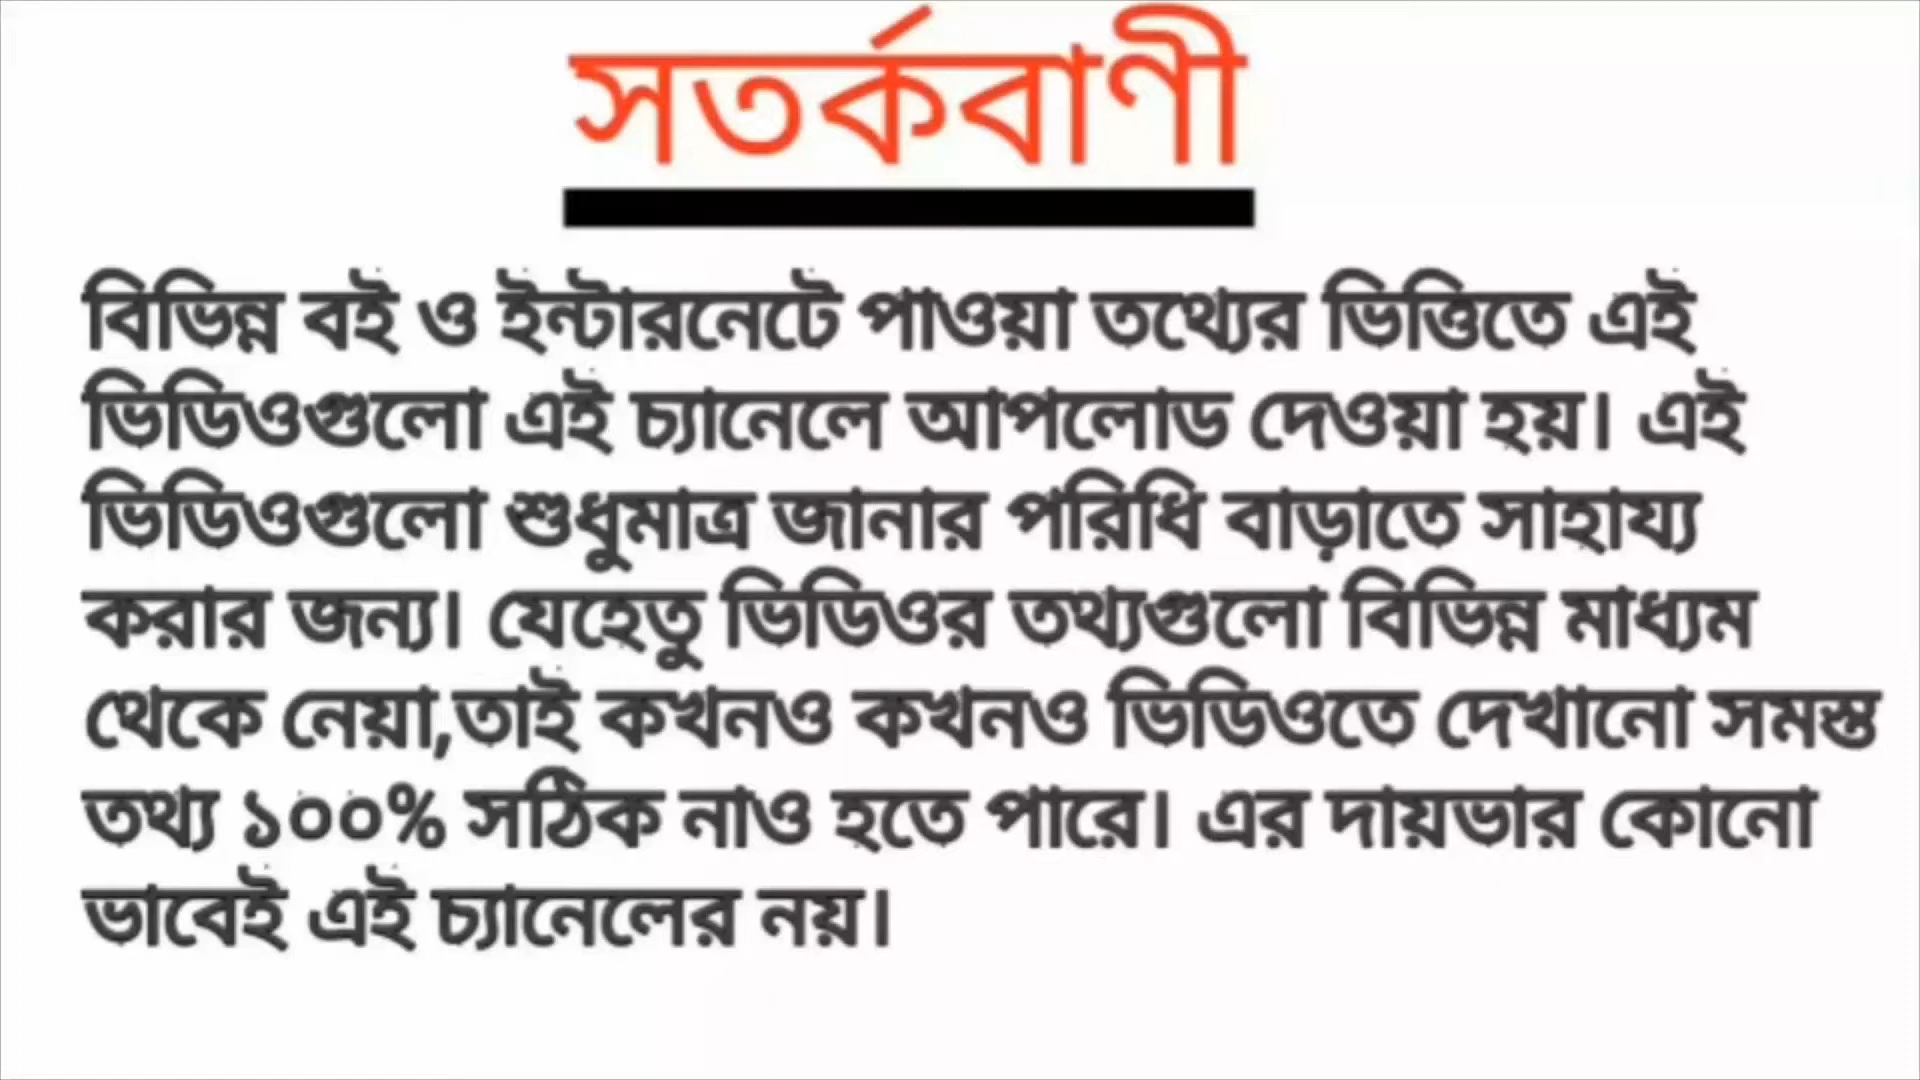 সতর্কবাণী
বিভিন্ন বই ও ইন্টারনেটে পাওয়া তথ্যের ভিত্তিতে এই
ভিডিওগুলো এই চ্যানেলে আপলোড দেওয়া হয়। এই
ভিডিওগুলো শুধুমাত্র জানার পরিধি বাড়াতে সাহায্য
করার জন্য। যেহেতু ভিডিওর তথ্যগুলো বিভিন্ন মাধ্যম
থেকে নেয়া,তাই কখনও কখনও ভিডিওতে দেখানো সমস্ত
তথ্য ১০০% সঠিক নাও হতে পারে। এর দায়ভার কোনো
ভাবেই এই চ্যানেলের নয়।